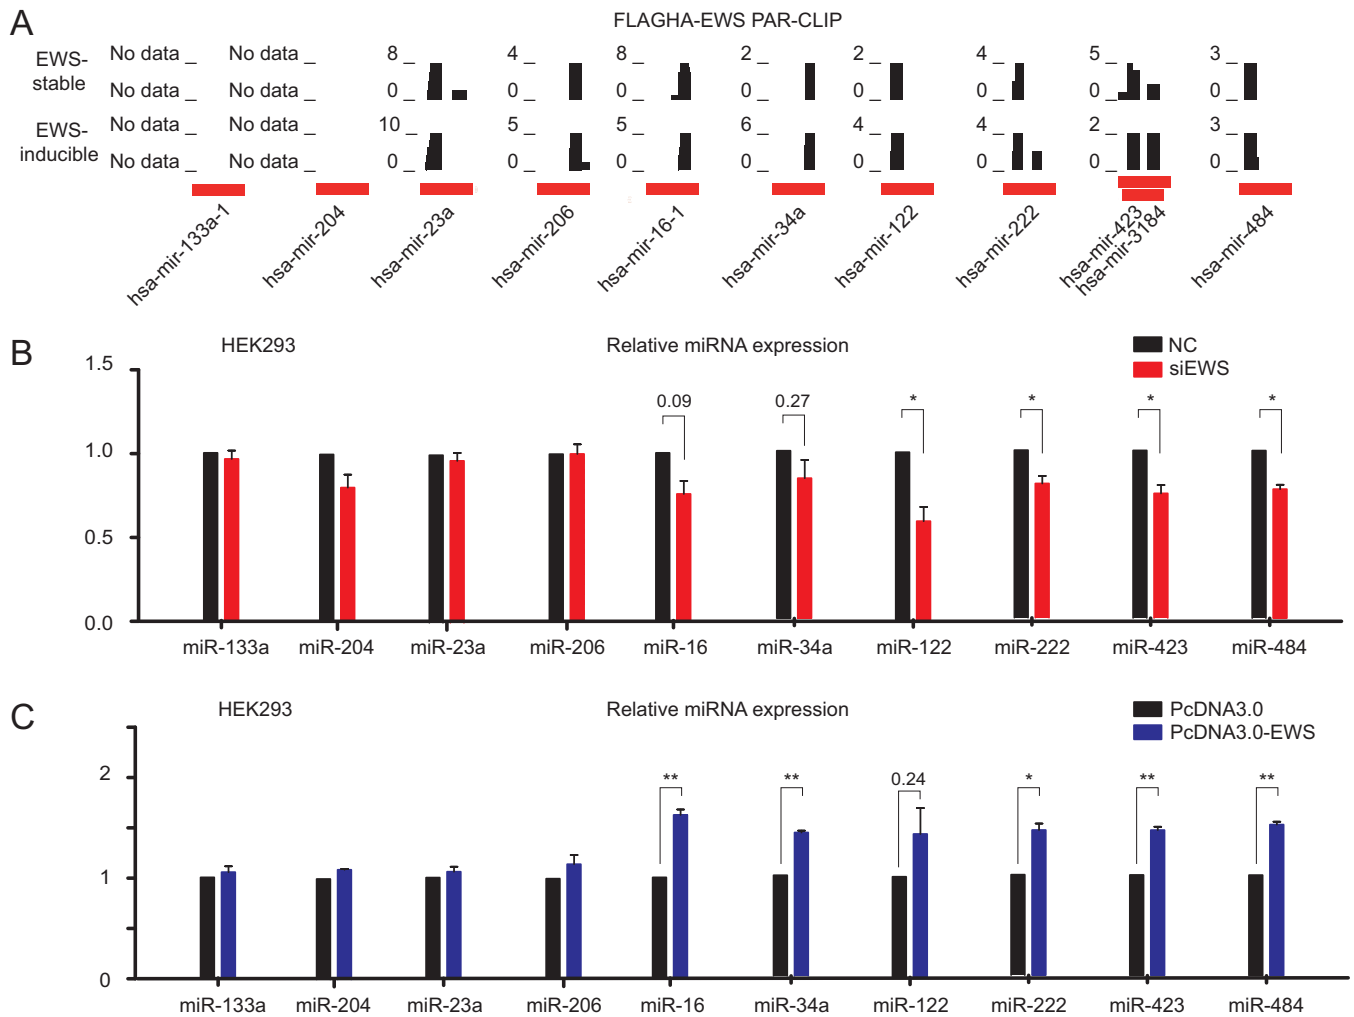 A
FLAGHA-EWS PAR-CLIP
EWS-stable
No data _ No data _ 8 _ 4 _ 8 _ 2 _ 2 _ 4 _ 5 _ 3 _
No data _ No data _ 0 _ 0 _ 0 _ 0 _ 0 _ 0 _ 0 _ 0 _
EWS-inducible
No data _ No data _ 10 _ 5 _ 5 _ 6 _ 4 _ 4 _ 2 _ 3 _
No data _ No data _ 0 _ 0 _ 0 _ 0 _ 0 _ 0 _ 0 _ 0 _
hsa-mir-133a-1
hsa-mir-204
hsa-mir-23a
hsa-mir-206
hsa-mir-16-1
hsa-mir-34a
hsa-mir-122
hsa-mir-222
hsa-mir-423
hsa-mir-3184
hsa-mir-484
B
HEK293
Relative miRNA expression
NC
siEWS
1.5
1.0
0.5
0.0
0.09 0.27 * * * *
miR-133a miR-204 miR-23a miR-206 miR-16 miR-34a miR-122 miR-222 miR-423 miR-484
C
HEK293
Relative miRNA expression
PcDNA3.0
PcDNA3.0-EWS
2
1
0
** ** 0.24 * ** **
miR-133a miR-204 miR-23a miR-206 miR-16 miR-34a miR-122 miR-222 miR-423 miR-484